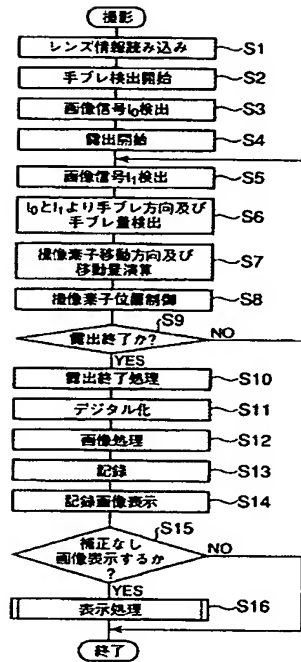 撮影
レンズ情報読み込み S1
手ブレ検出開始 S2
画像信号I₀検出 S3
露出開始 S4
画像信号I₁検出 S5
I₀とI₁より手ブレ方向及び
手ブレ量検出 S6
撮像素子移動方向及び
移動量演算 S7
撮像素子位置制御 S8
S9
露出終了か? NO
YES
露出終了処理 S10
デジタル化 S11
画像処理 S12
記録 S13
記録画像表示 S14
S15
補正なし
画像表示するか
? NO
YES
表示処理 S16
終了